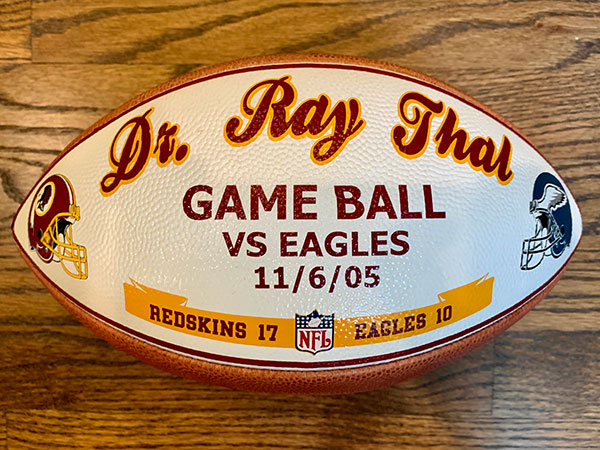 Dr. Ray Thal
GAME BALL
VS EAGLES
11/6/05
REDSKINS 17 NFL EAGLES 10